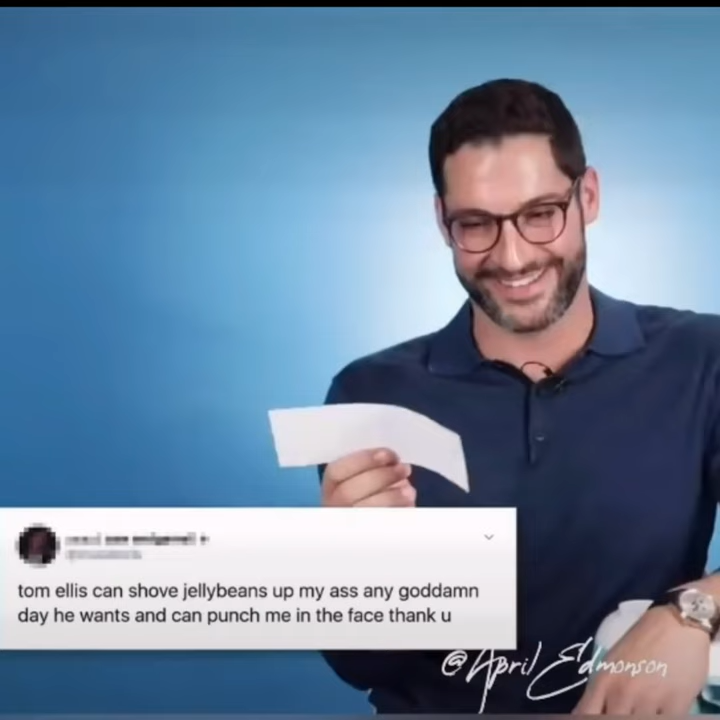 tom ellis can shove jellybeans up my ass any goddamn
day he wants and can punch me in the face thank u
@April Edmonson